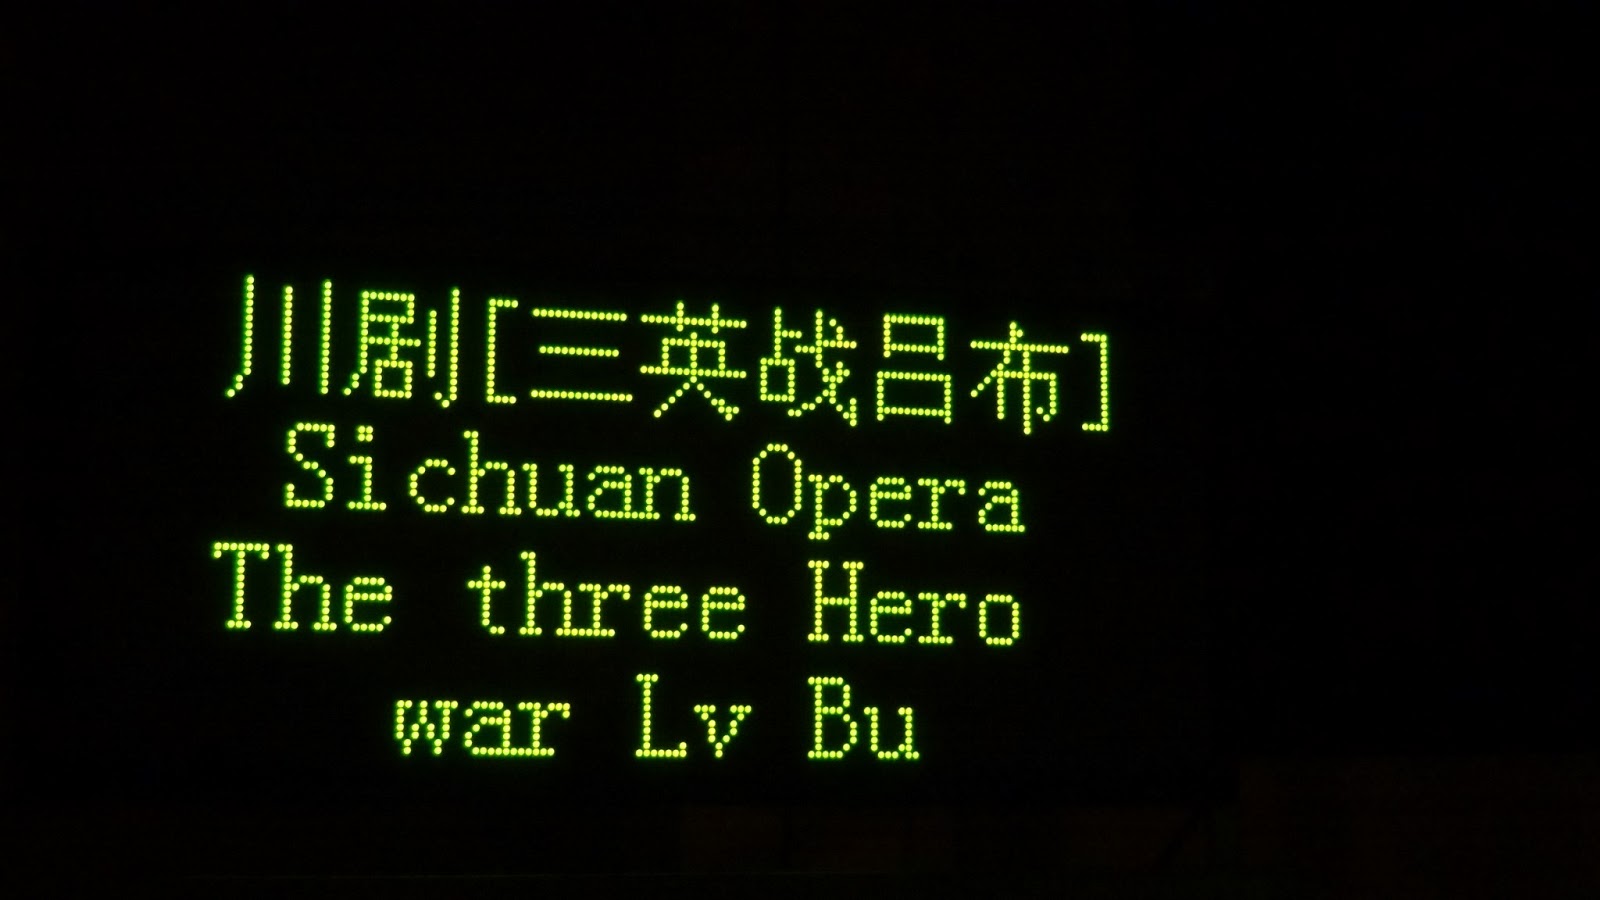 川剧[三英战吕布]
Sichuan Opera
The three Hero
war Lv Bu